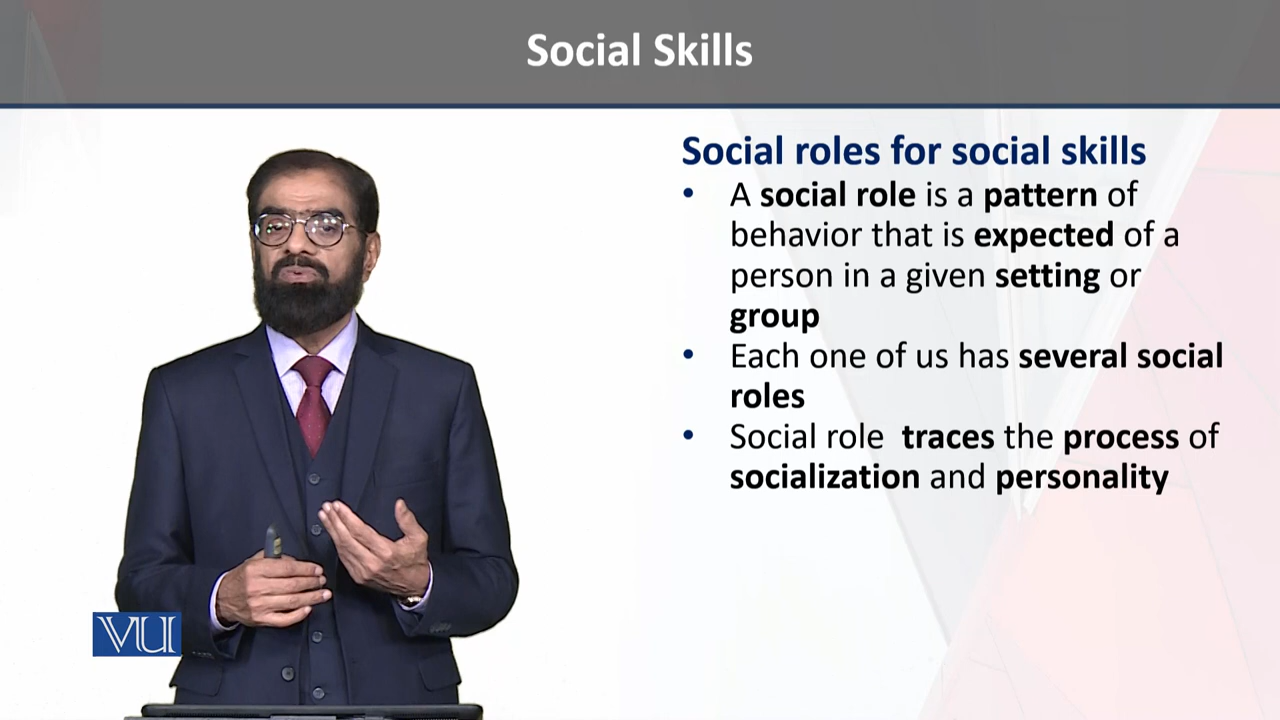 Social Skills
Social roles for social skills
• A social role is a pattern of
behavior that is expected of a
person in a given setting or
group
• Each one of us has several social
roles
• Social role  traces the process of
socialization and personality
VU